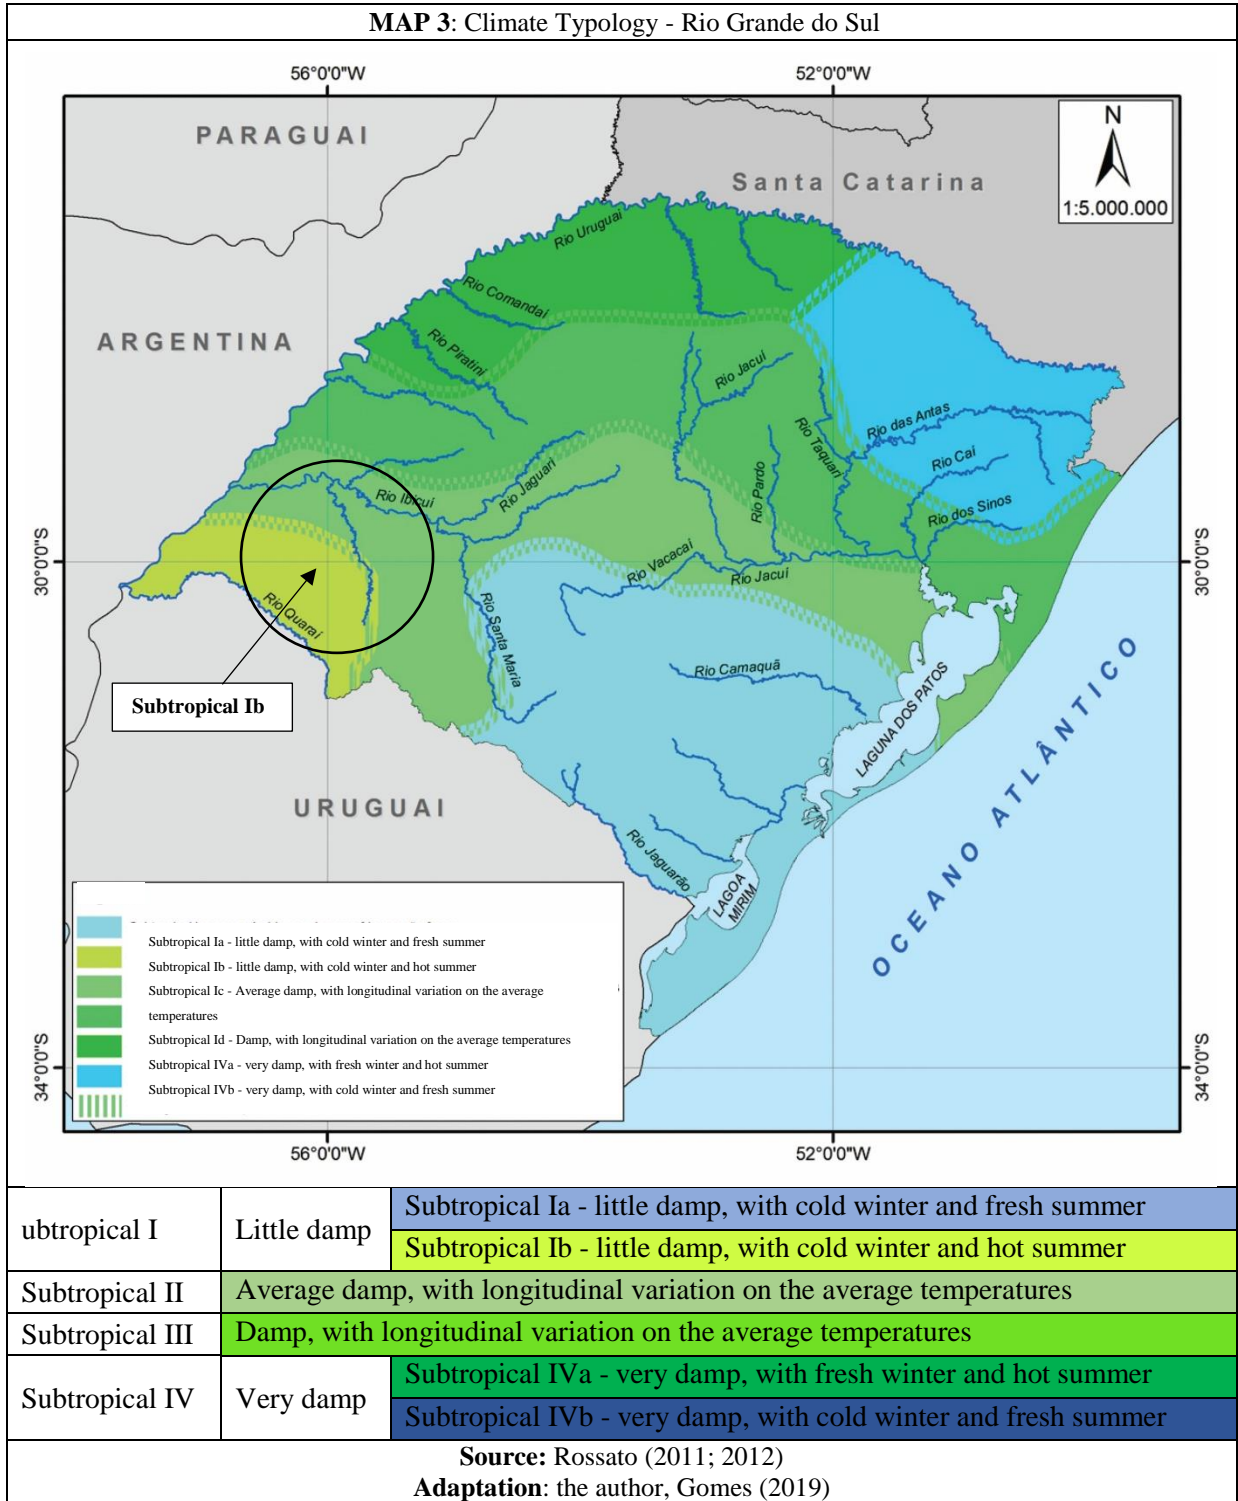 MAP 3: Climate Typology - Rio Grande do Sul
56°0'0"W
52°0'0"W
PARAGUAI
Santa Catarina
N
1:5.000.000
ARGENTINA
Rio Uruguai
Rio Comandaí
Rio Piratini
Rio Jacuí
Rio das Antas
Rio Taquari
Rio Caí
Rio Pardo
Rio Jaguari
Rio Ibicuí
Rio dos Sinos
30°0'0"S
30°0'0"S
Rio Vacacaí
Rio Jacuí
Rio Quaraí
Rio Santa Maria
Rio Camaquã
Subtropical Ib
LAGUNA DOS PATOS
OCEANO ATLÂNTICO
URUGUAI
Rio Jaguarão
LAGOA
MIRIM
Subtropical Ia - little damp, with cold winter and fresh summer
Subtropical Ib - little damp, with cold winter and hot summer
Subtropical Ic - Average damp, with longitudinal variation on the average
temperatures
Subtropical Id - Damp, with longitudinal variation on the average temperatures
Subtropical IVa - very damp, with fresh winter and hot summer
Subtropical IVb - very damp, with cold winter and fresh summer
34°0'0"S
34°0'0"S
56°0'0"W
52°0'0"W
ubtropical I
Little damp
Subtropical Ia - little damp, with cold winter and fresh summer
Subtropical Ib - little damp, with cold winter and hot summer
Subtropical II
Average damp, with longitudinal variation on the average temperatures
Subtropical III
Damp, with longitudinal variation on the average temperatures
Subtropical IV
Very damp
Subtropical IVa - very damp, with fresh winter and hot summer
Subtropical IVb - very damp, with cold winter and fresh summer
Source: Rossato (2011; 2012)
Adaptation: the author, Gomes (2019)